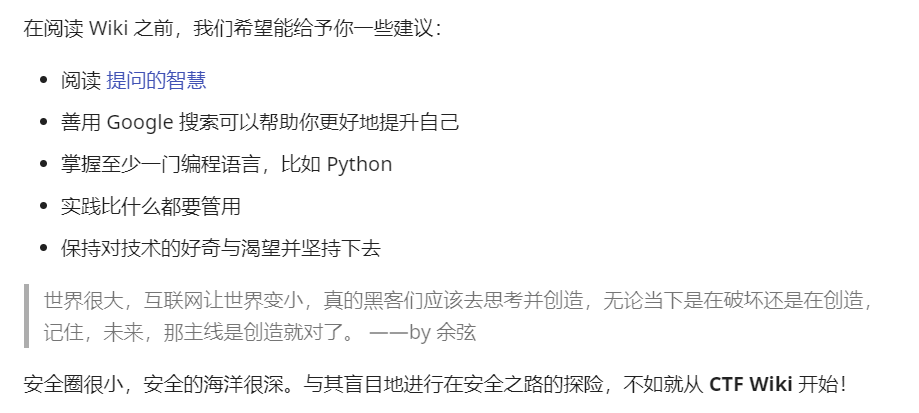 在阅读 Wiki 之前，我们希望能给予你一些建议：
阅读 提问的智慧
善用 Google 搜索可以帮助你更好地提升自己
掌握至少一门编程语言，比如 Python
实践比什么都要管用
保持对技术的好奇与渴望并坚持下去
世界很大，互联网让世界变小，真的黑客们应该去思考并创造，无论当下是在破坏还是在创造，
记住，未来，那主线是创造就对了。 ——by 余弦
安全圈很小，安全的海洋很深。与其盲目地进行在安全之路的探险，不如就从 CTF Wiki 开始！